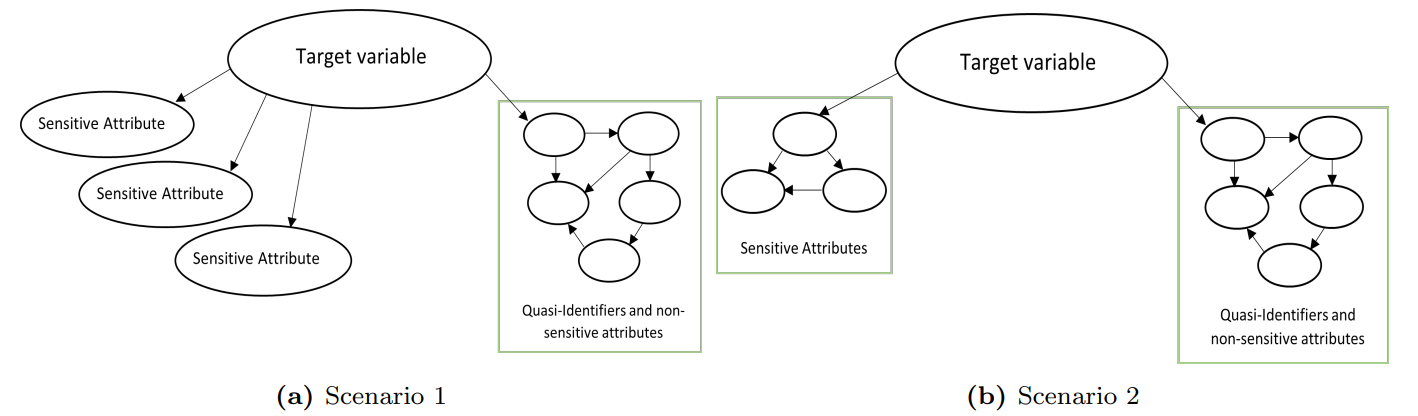 Target variable
Sensitive Attribute
Sensitive Attribute
Sensitive Attribute
Quasi-Identifiers and non-
sensitive attributes
(a) Scenario 1
Target variable
Sensitive Attributes
Quasi-Identifiers and
non-sensitive attributes
(b) Scenario 2